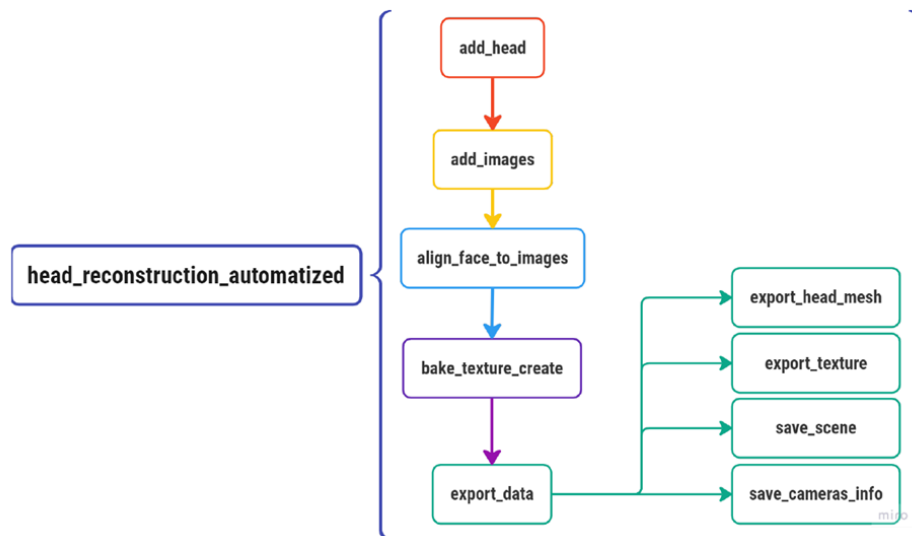 add_head
add_images
align_face_to_images
head_reconstruction_automatized
export_head_mesh
bake_texture_create
export_texture
save_scene
export_data
save_cameras_info
miro